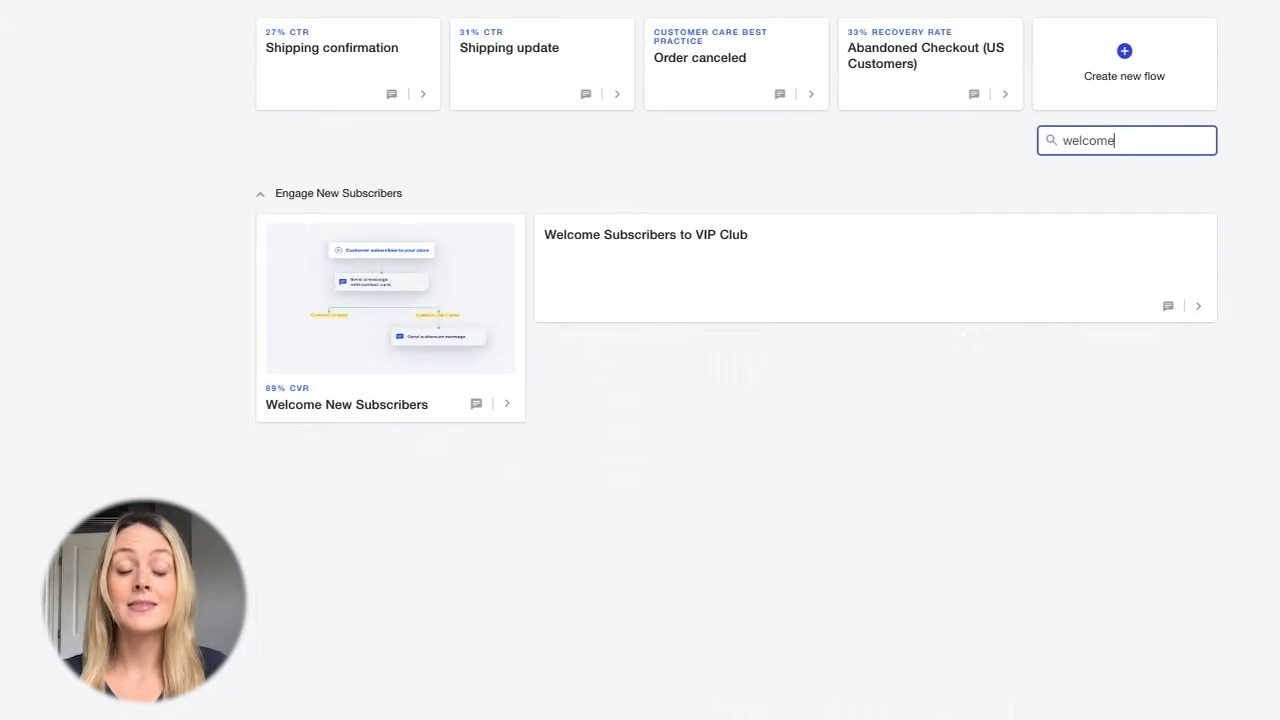 27% CTR
Shipping confirmation
31% CTR
Shipping update
CUSTOMER CARE BEST
PRACTICE
Order canceled
33% RECOVERY RATE
Abandoned Checkout (US
Customers)
Create new flow
welcome
Engage New Subscribers
Customer subscribes to your store
Send a message
with contact card
Send a discount message
89% CVR
Welcome New Subscribers
Welcome Subscribers to VIP Club